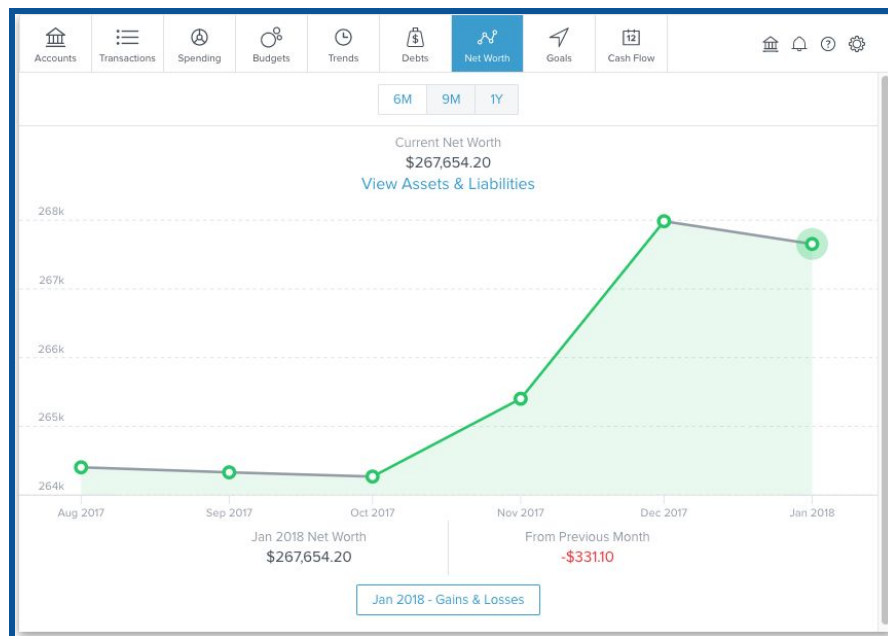 Accounts
Transactions
Spending
Budgets
Trends
Debts
Net Worth
Goals
12
Cash Flow
6M 9M 1Y
Current Net Worth
$267,654.20
View Assets & Liabilities
268k
267k
266k
265k
264k
Aug 2017 Sep 2017 Oct 2017 Nov 2017 Dec 2017 Jan 2018
Jan 2018 Net Worth
$267,654.20
From Previous Month
-$331.10
Jan 2018 - Gains & Losses